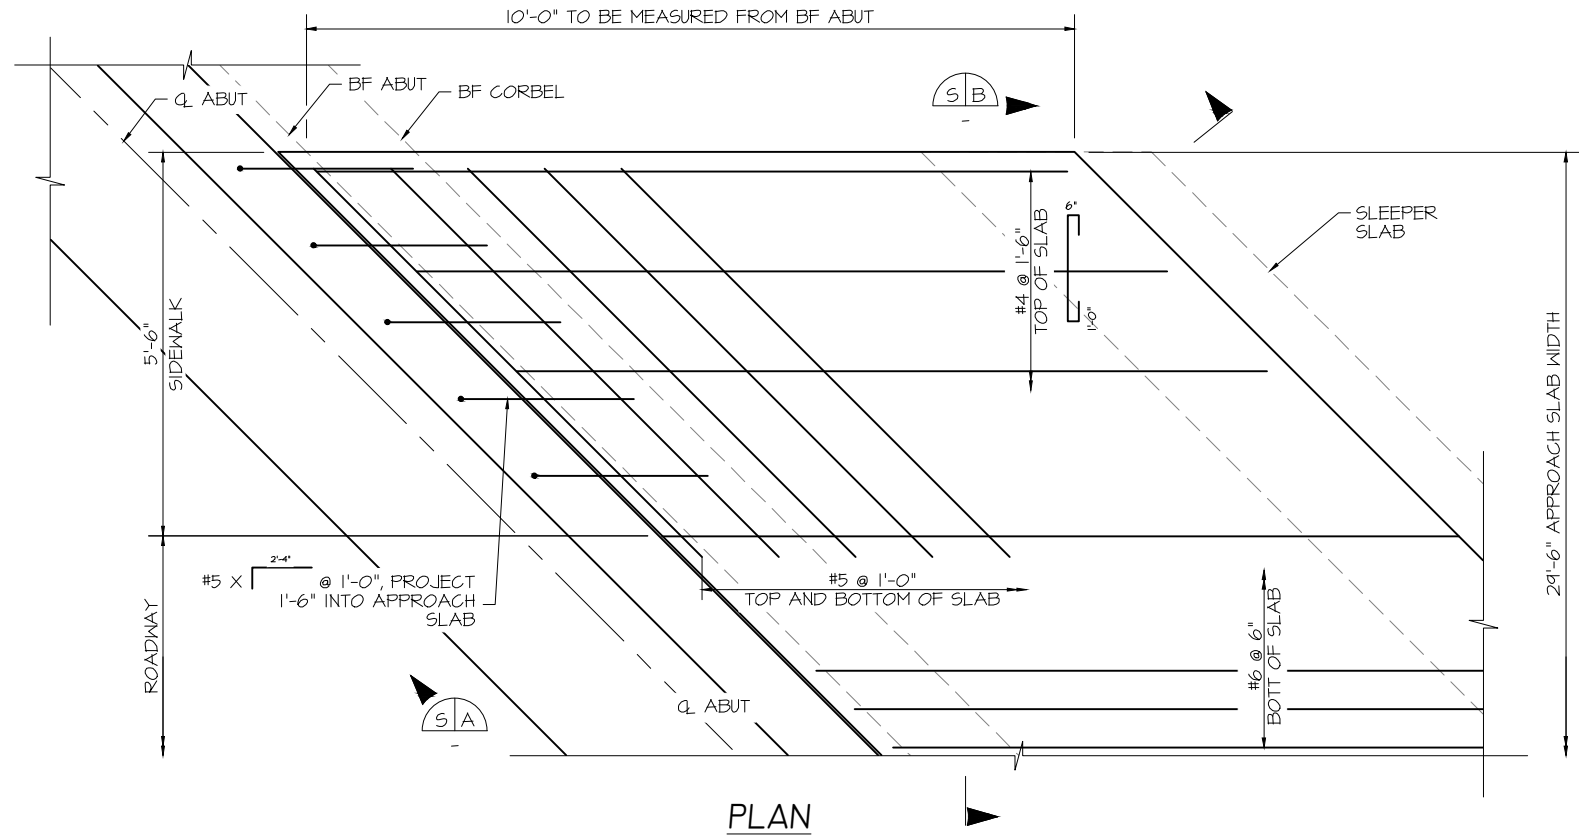 10'-0" TO BE MEASURED FROM BF ABUT
℄ ABUT
BF ABUT
BF CORBEL
S B
-
SLEEPER
SLAB
6"
1'-0"
#4 @ 1'-6"
TOP OF SLAB
5'-6"
SIDEWALK
29'-6" APPROACH SLAB WIDTH
2'-4"
#5 X @ 1'-0", PROJECT
1'-6" INTO APPROACH
SLAB
#5 @ 1'-0"
TOP AND BOTTOM OF SLAB
ROADWAY
#6 @ 6"
BOTT OF SLAB
S A
-
℄ ABUT
PLAN